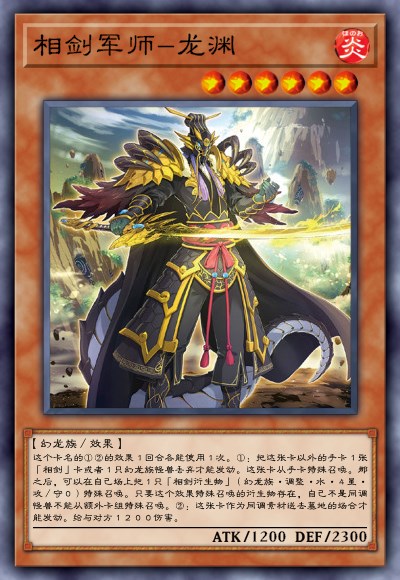 相剑军师-龙渊
ほのお
炎
【幻龙族/效果】
这个卡名的①②的效果1回合各能使用1次。①：把这张卡以外的手卡1张
「相剑」卡或者1只幻龙族怪兽丢弃才能发动。这张卡从手卡特殊召唤。那
之后，可以在自己场上把1只「相剑衍生物」（幻龙族·调整·水·4星·
攻/守0）特殊召唤。只要这个效果特殊召唤的衍生物存在，自己不是同调
怪兽不能从额外卡组特殊召唤。②：这张卡作为同调素材送去墓地的场合才
能发动。给与对方1200伤害。
ATK/1200 DEF/2300